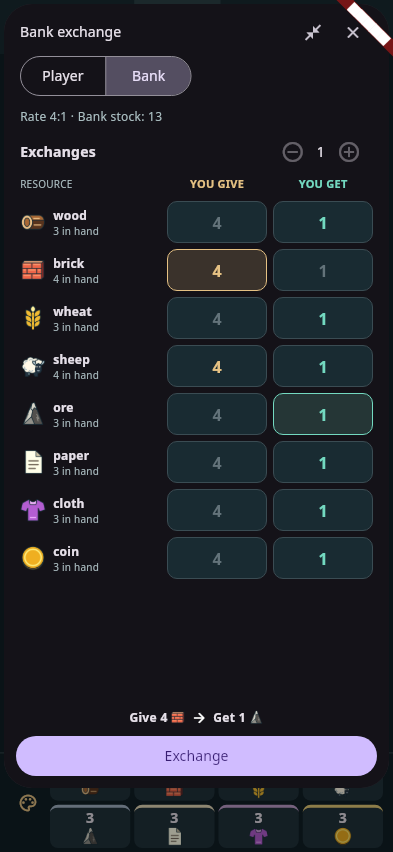 Bank exchange
Player Bank
Rate 4:1 · Bank stock: 13
Exchanges 1
RESOURCE YOU GIVE YOU GET
wood
3 in hand
4 1
brick
4 in hand
4 1
wheat
3 in hand
4 1
sheep
4 in hand
4 1
ore
3 in hand
4 1
paper
3 in hand
4 1
cloth
3 in hand
4 1
coin
3 in hand
4 1
Give 4 → Get 1
Exchange
3 3 3 3